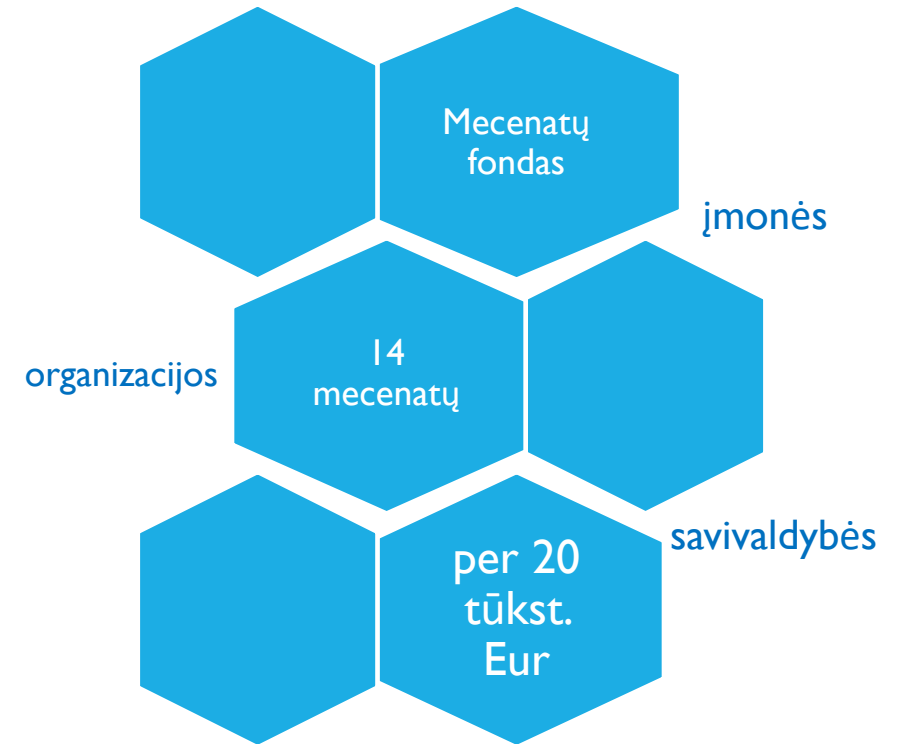 Mecenatų
fondas
įmonės
organizacijos
14
mecenatų
savivaldybės
per 20
tūkst.
Eur